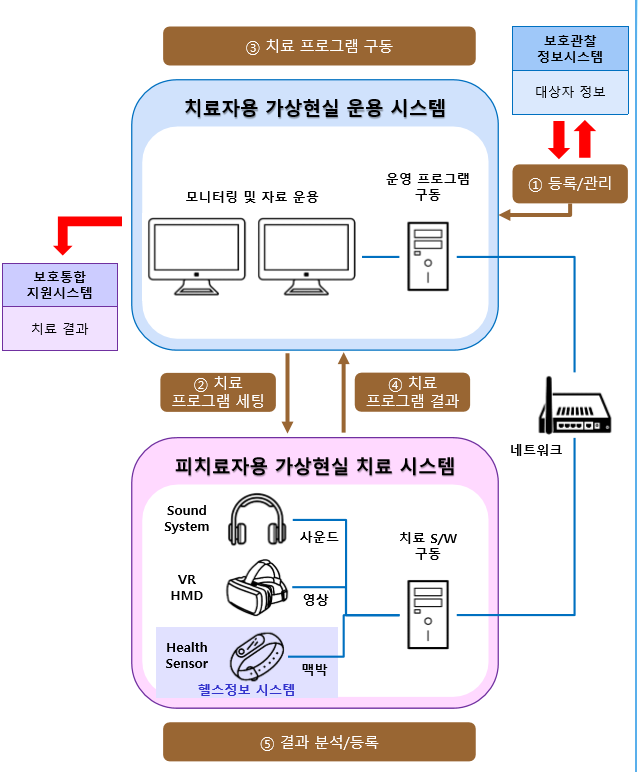 ③ 치료 프로그램 구동
보호관찰
정보시스템
대상자 정보
치료자용 가상현실 운용 시스템
① 등록/관리
모니터링 및 자료 운용
운영 프로그램
구동
보호통합
지원시스템
치료 결과
② 치료
프로그램 세팅
④ 치료
프로그램 결과
네트워크
피치료자용 가상현실 치료 시스템
Sound
System
사운드
치료 S/W
구동
VR
HMD
영상
Health
Sensor
맥박
헬스정보 시스템
⑤ 결과 분석/등록